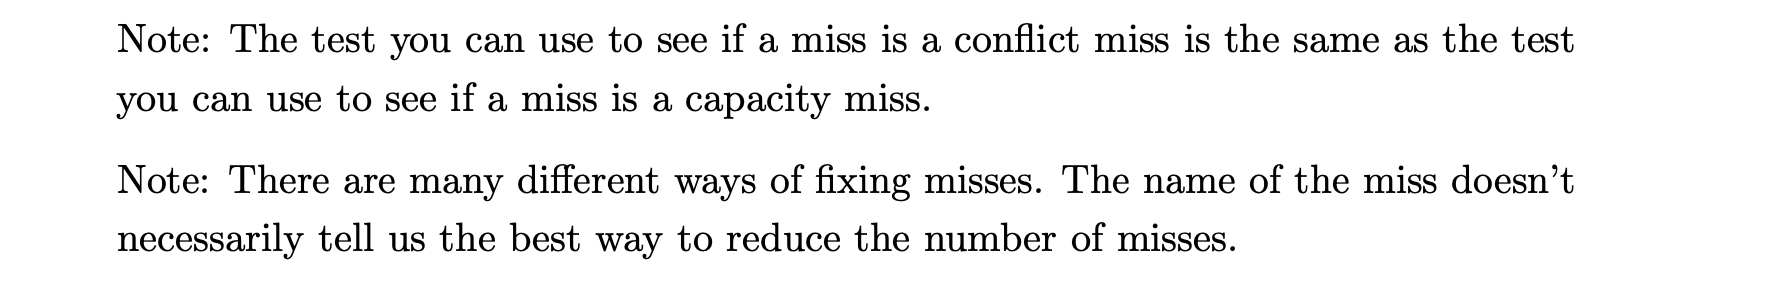 Note: The test you can use to see if a miss is a conflict miss is the same as the test
you can use to see if a miss is a capacity miss.
Note: There are many different ways of fixing misses. The name of the miss doesn't
necessarily tell us the best way to reduce the number of misses.